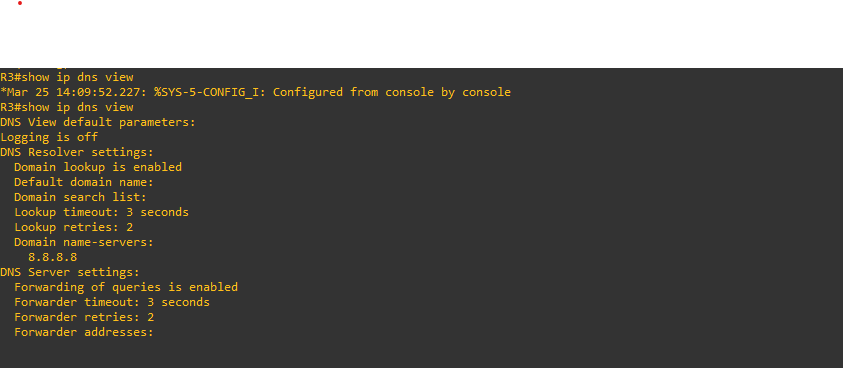 R3#show ip dns view
*Mar 25 14:09:52.227: %SYS-5-CONFIG_I: Configured from console by console
R3#show ip dns view
DNS View default parameters:
Logging is off
DNS Resolver settings:
  Domain lookup is enabled
  Default domain name:
  Domain search list:
  Lookup timeout: 3 seconds
  Lookup retries: 2
  Domain name-servers:
    8.8.8.8
DNS Server settings:
  Forwarding of queries is enabled
  Forwarder timeout: 3 seconds
  Forwarder retries: 2
  Forwarder addresses: